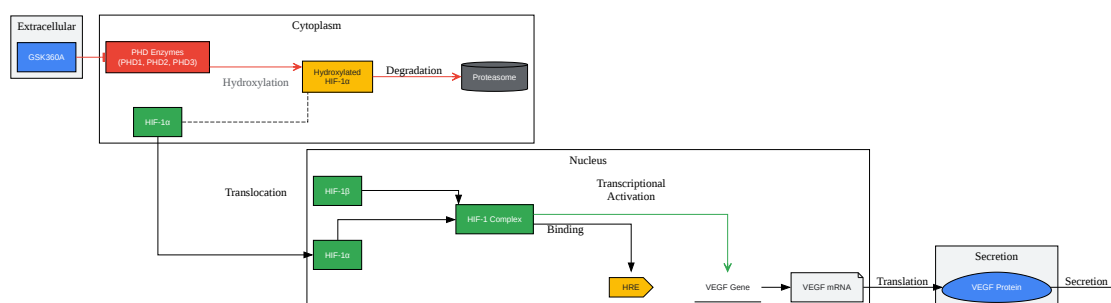 Extracellular
GSK360A
Cytoplasm
PHD Enzymes
(PHD1, PHD2, PHD3)
Hydroxylation
Hydroxylated
HIF-1α
Degradation
Proteasome
HIF-1α
Translocation
Nucleus
HIF-1β
HIF-1α
HIF-1 Complex
Transcriptional
Activation
Binding
HRE
VEGF Gene
VEGF mRNA
Translation
Secretion
VEGF Protein
Secretion